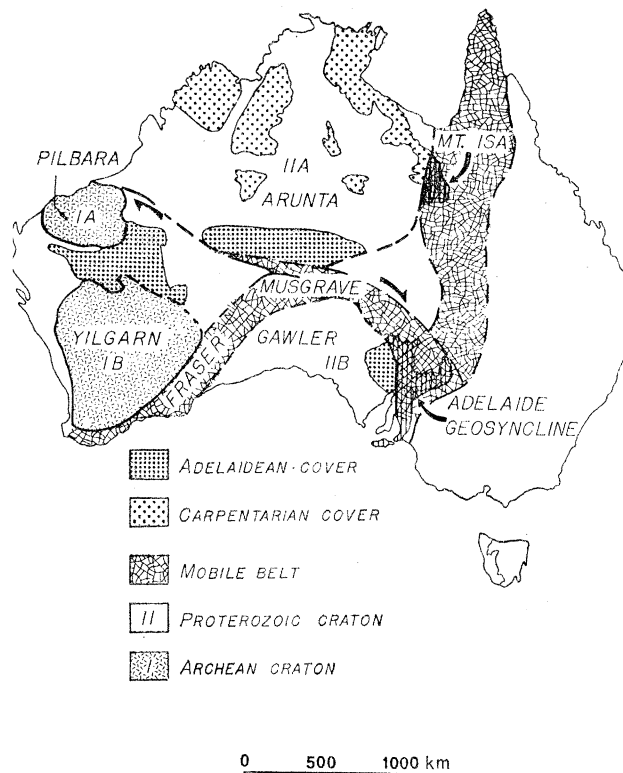 MT. ISA
PILBARA
IA
IIA
ARUNTA
MUSGRAVE
YILGARN
IB
FRASER
GAWLER
IIB
ADELAIDE
GEOSYNCLINE
ADELAIDEAN COVER
CARPENTARIAN COVER
MOBILE BELT
II PROTEROZOIC CRATON
I ARCHEAN CRATON
0 500 1000 km